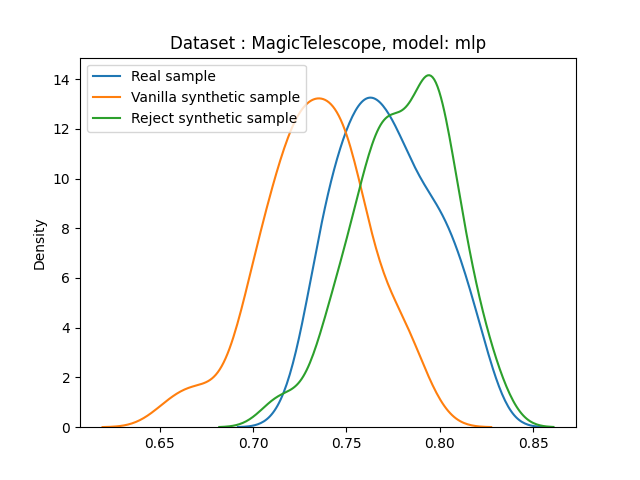 Dataset : MagicTelescope, model: mlp
Real sample
Vanilla synthetic sample
Reject synthetic sample
Density
14
12
10
8
6
4
2
0
0.65 0.70 0.75 0.80 0.85